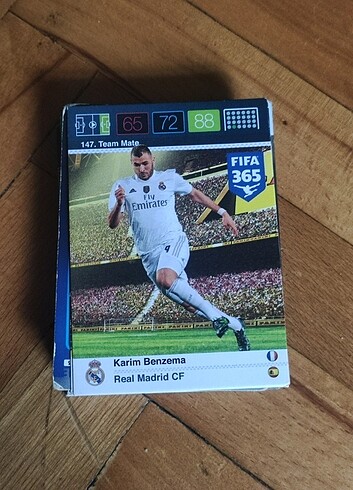 65 72 88
147. Team Mate
FIFA
365
Fly
Emirates
Karim Benzema
Real Madrid CF